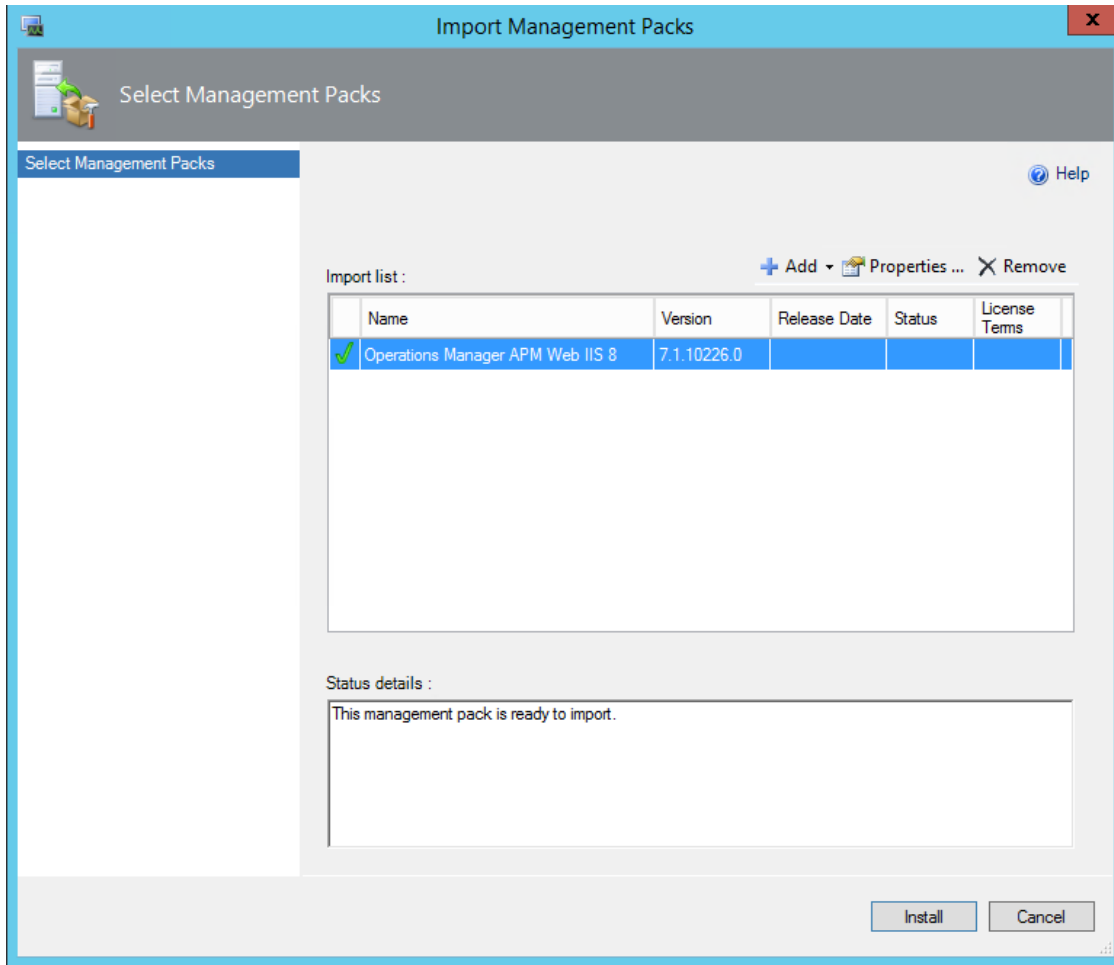 Import Management Packs
x
Select Management Packs
Select Management Packs
Help
Import list :
Add
Properties ...
Remove
Name
Version
Release Date
Status
License
Terms
Operations Manager APM Web IIS 8
7.1.10226.0
Status details :
This management pack is ready to import.
Install
Cancel